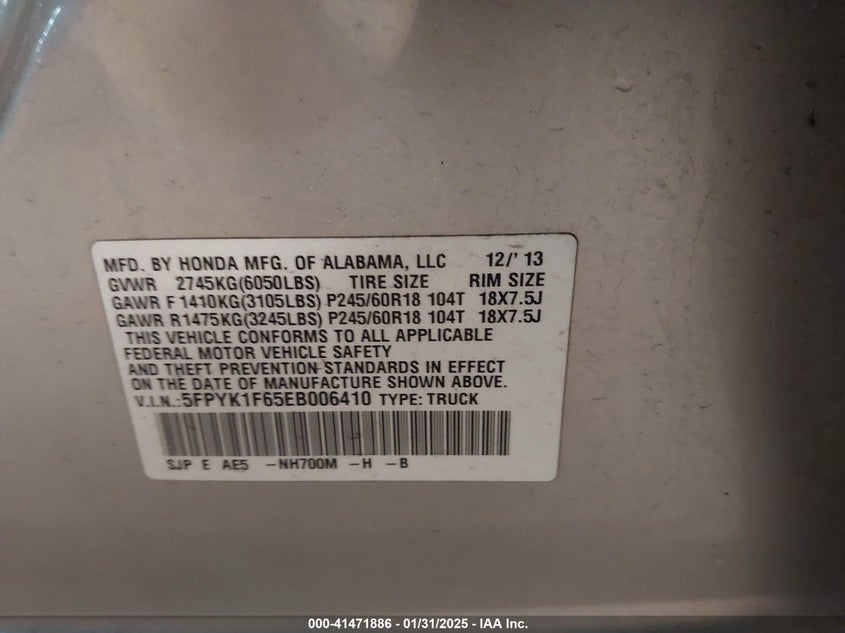 MFD. BY HONDA MFG. OF ALABAMA, LLC 12/' 13
GVWR 2745KG(6050LBS) TIRE SIZE RIM SIZE
GAWR F 1410KG(3105LBS) P245/60R18 104T 18X7.5J
GAWR R1475KG(3245LBS) P245/60R18 104T 18X7.5J
THIS VEHICLE CONFORMS TO ALL APPLICABLE
FEDERAL MOTOR VEHICLE SAFETY
AND THEFT PREVENTION STANDARDS IN EFFECT
ON THE DATE OF MANUFACTURE SHOWN ABOVE.
V.I.N.:5FPYK1F65EB006410 TYPE: TRUCK
SJP E AE5 -NH700M -H -B
000-41471886 - 01/31/2025 - IAA Inc.